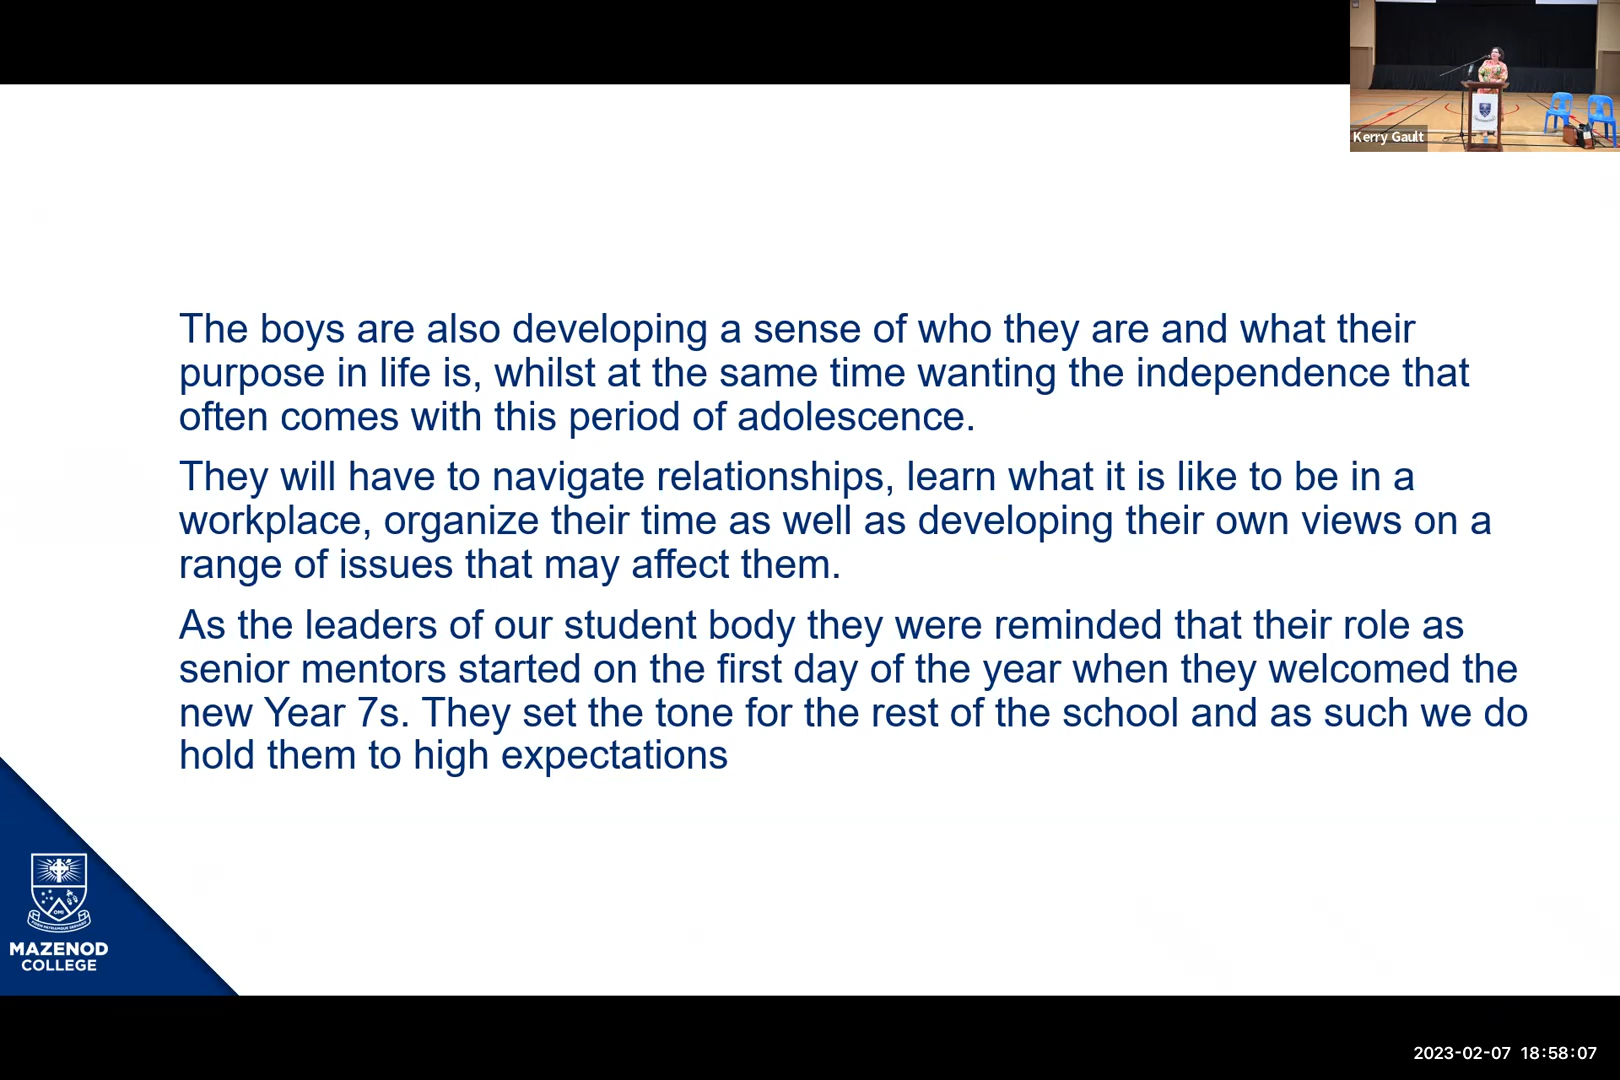 Kerry Gault
The boys are also developing a sense of who they are and what their
purpose in life is, whilst at the same time wanting the independence that
often comes with this period of adolescence.
They will have to navigate relationships, learn what it is like to be in a
workplace, organize their time as well as developing their own views on a
range of issues that may affect them.
As the leaders of our student body they were reminded that their role as
senior mentors started on the first day of the year when they welcomed the
new Year 7s. They set the tone for the rest of the school and as such we do
hold them to high expectations
OMI
MAZENOD
COLLEGE
2023-02-07 18:58:07